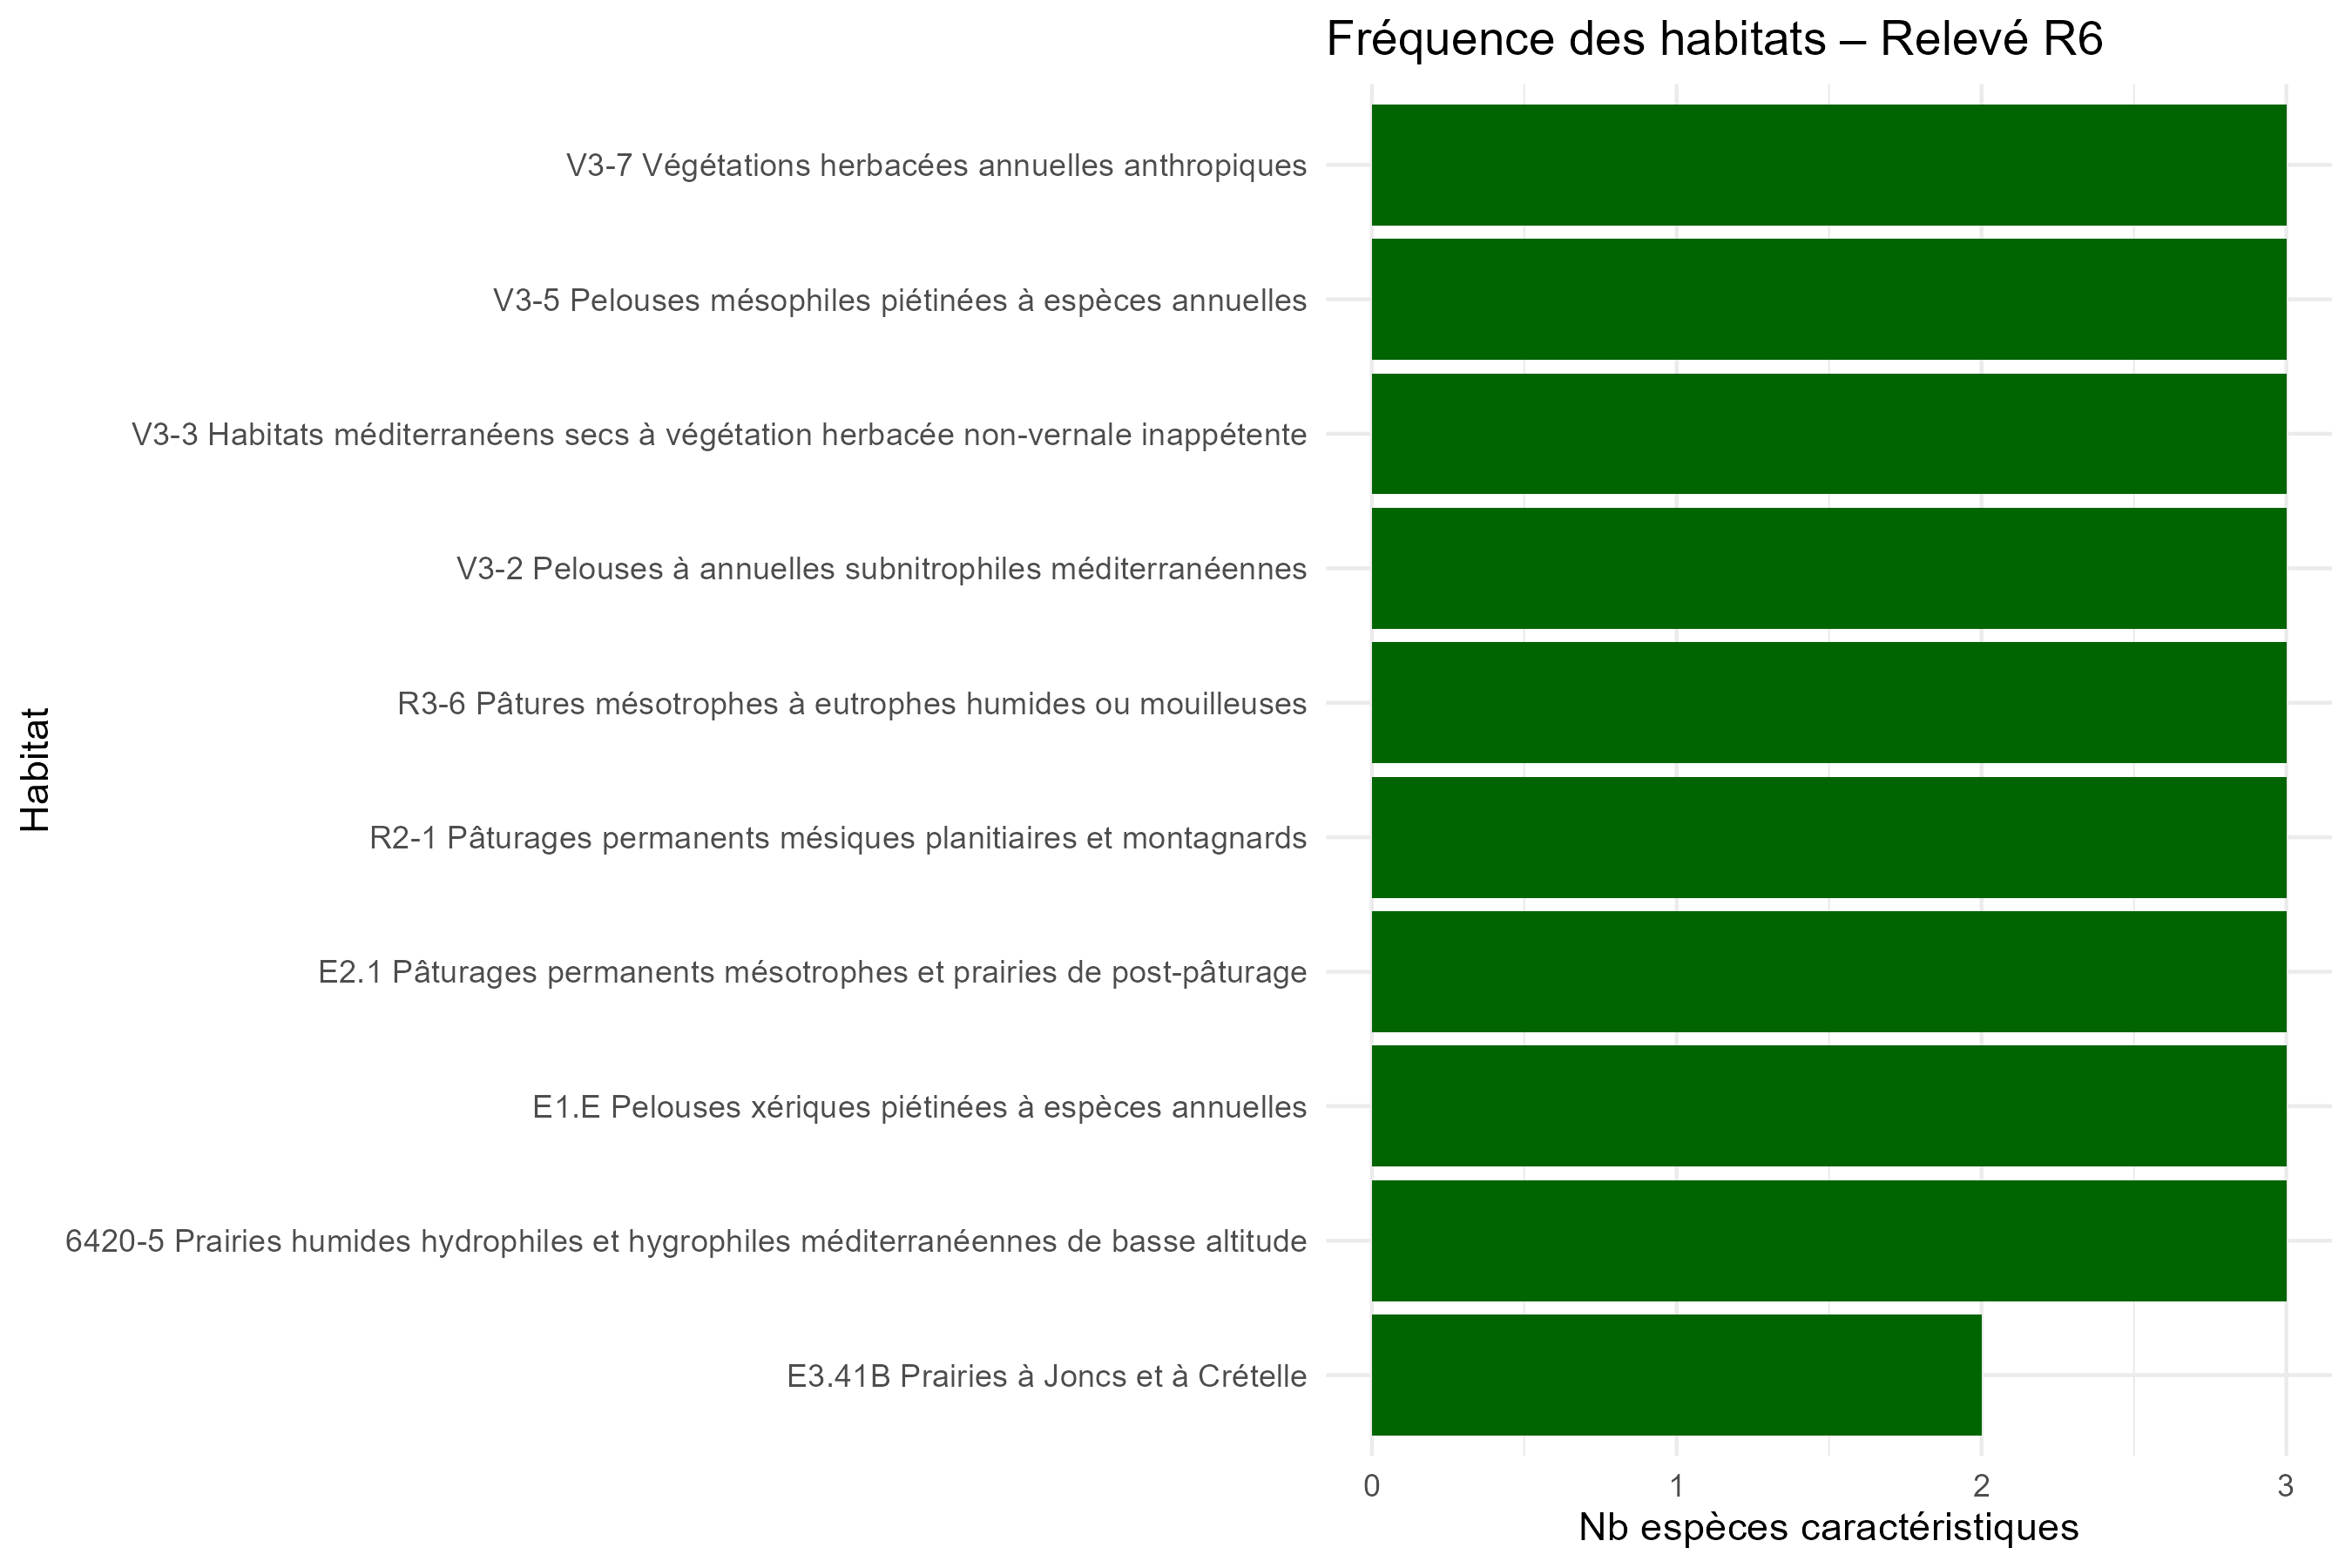 Fréquence des habitats – Relevé R6
Habitat
V3-7 Végétations herbacées annuelles anthropiques
V3-5 Pelouses mésophiles piétinées à espèces annuelles
V3-3 Habitats méditerranéens secs à végétation herbacée non-vernale inappétente
V3-2 Pelouses à annuelles subnitrophiles méditerranéennes
R3-6 Pâtures mésotrophes à eutrophes humides ou mouilleuses
R2-1 Pâturages permanents mésiques planitiaires et montagnards
E2.1 Pâturages permanents mésotrophes et prairies de post-pâturage
E1.E Pelouses xériques piétinées à espèces annuelles
6420-5 Prairies humides hydrophiles et hygrophiles méditerranéennes de basse altitude
E3.41B Prairies à Joncs et à Crételle
0 1 2 3
Nb espèces caractéristiques